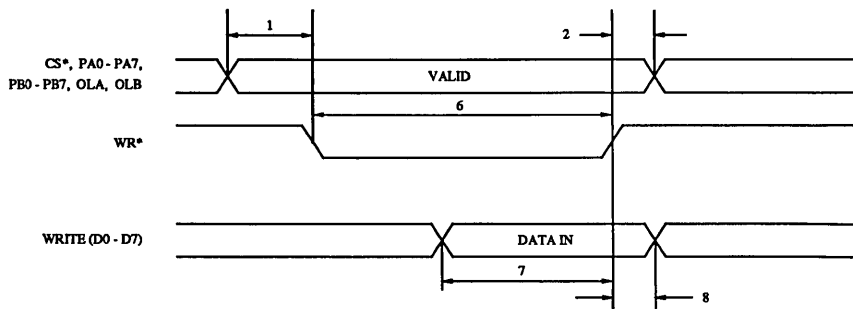 1
2
CS*, PA0 - PA7,
PB0 - PB7, OLA, OLB
VALID
6
WR*
WRITE (D0 - D7)
DATA IN
7
8